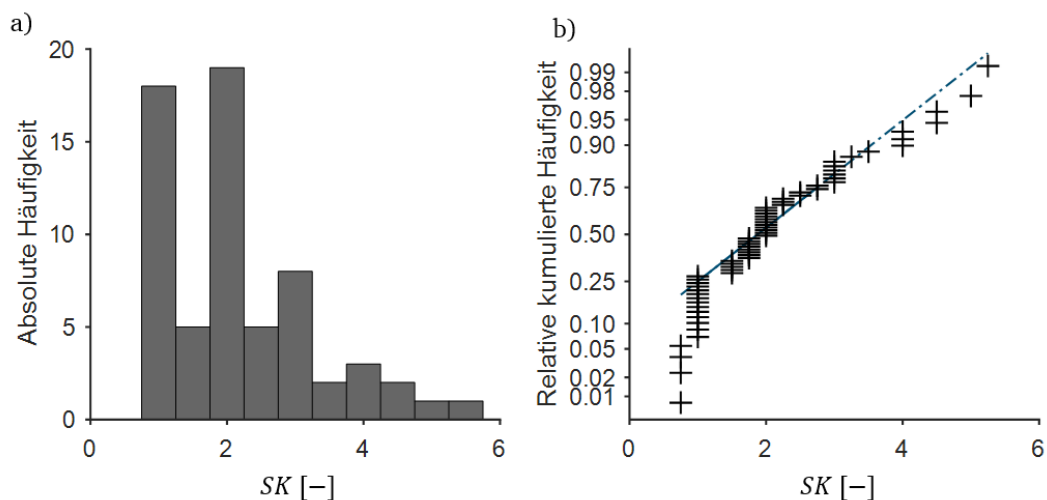 a)
Absolute Häufigkeit
20
15
10
5
0
0 2 4 6
SK [−]
b)
Relative kumulierte Häufigkeit
0.99
0.98
0.95
0.90
0.75
0.50
0.25
0.10
0.05
0.02
0.01
0 2 4 6
SK [−]